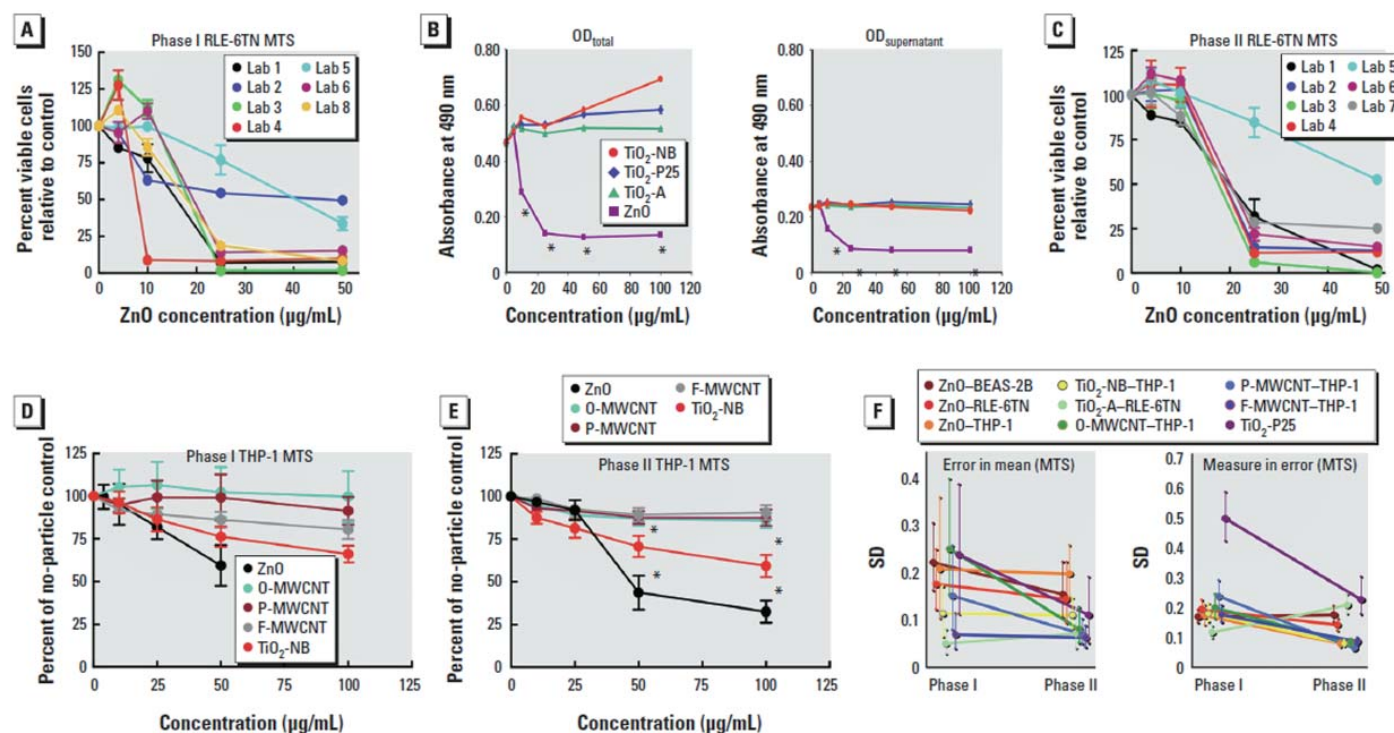 A
Phase I RLE-6TN MTS
Percent viable cells
relative to control
150
125
100
75
50
25
0
Lab 1
Lab 2
Lab 3
Lab 4
Lab 5
Lab 6
Lab 8
0 10 20 30 40 50
ZnO concentration (μg/mL)
B
OD_total
Absorbance at 490 nm
0.80
0.60
0.40
0.20
0
TiO₂-NB
TiO₂-P25
TiO₂-A
ZnO
*
*
*
*
0 20 40 60 80 100 120
Concentration (μg/mL)
OD_supernatant
Absorbance at 490 nm
0.80
0.60
0.40
0.20
0
*
*
*
*
0 20 40 60 80 100 120
Concentration (μg/mL)
C
Phase II RLE-6TN MTS
Percent viable cells
relative to control
125
100
75
50
25
0
Lab 1
Lab 2
Lab 3
Lab 4
Lab 5
Lab 6
Lab 7
0 10 20 30 40 50
ZnO concentration (μg/mL)
D
Phase I THP-1 MTS
Percent of no-particle control
125
100
75
50
25
0
ZnO
O-MWCNT
P-MWCNT
F-MWCNT
TiO₂-NB
0 25 50 75 100 125
Concentration (μg/mL)
E
ZnO
O-MWCNT
P-MWCNT
F-MWCNT
TiO₂-NB
Phase II THP-1 MTS
Percent of no-particle control
125
100
75
50
25
0
*
*
*
*
0 25 50 75 100 125
Concentration (μg/mL)
F
ZnO–BEAS-2B
ZnO–RLE-6TN
ZnO–THP-1
TiO₂-NB–THP-1
TiO₂-A–RLE-6TN
O-MWCNT–THP-1
P-MWCNT–THP-1
F-MWCNT–THP-1
TiO₂-P25
Error in mean (MTS)
SD
0.4
0.3
0.2
0.1
0
Phase I Phase II
Measure in error (MTS)
SD
0.7
0.6
0.5
0.4
0.3
0.2
0.1
0
Phase I Phase II